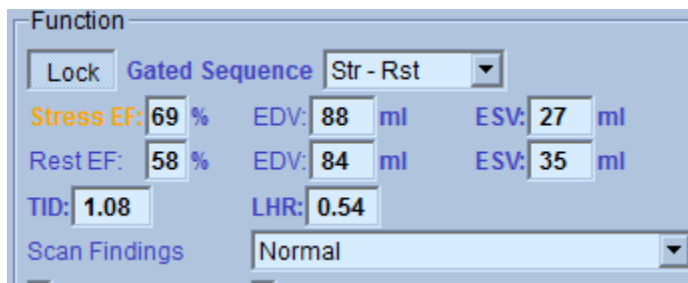 Function
Lock Gated Sequence Str - Rst
Stress EF: 69 % EDV: 88 ml ESV: 27 ml
Rest EF: 58 % EDV: 84 ml ESV: 35 ml
TID: 1.08 LHR: 0.54
Scan Findings Normal